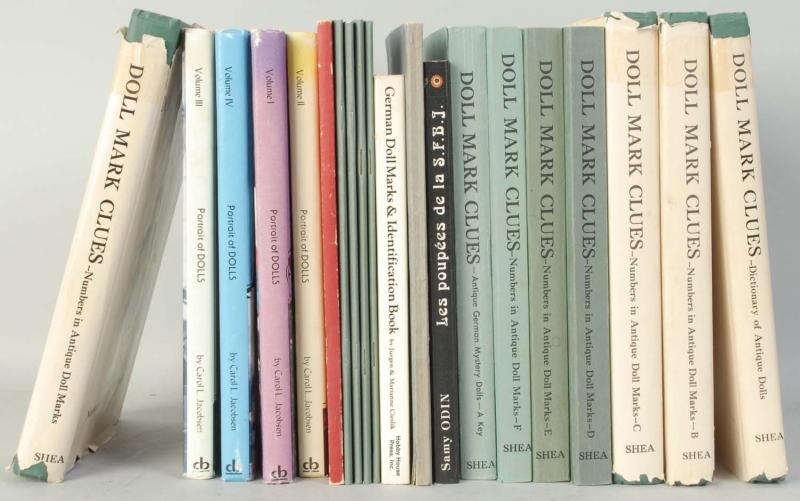 DOLL MARK CLUES-Numbers in Antique Doll Marks
SHEA
Volume III Portrait of DOLLS by Carol L. Jacobsen cb
Volume IV Portrait of DOLLS by Carol L. Jacobsen
Volume I Portrait of DOLLS by Carol L. Jacobsen cb
Volume II Portrait of DOLLS by Carol L. Jacobsen cb
German Doll Marks & Identification Book by Jurgen & Marianne Cieslik Hobby House Press, Inc.
Les poupées de la S.F.B.J.
Samy ODIN
DOLL MARK CLUES-Antique German Mystery Dolls-A Key
SHEA
DOLL MARK CLUES-Numbers in Antique Doll Marks-F
SHEA
DOLL MARK CLUES-Numbers in Antique Doll Marks-E
SHEA
DOLL MARK CLUES-Numbers in Antique Doll Marks-D
SHEA
DOLL MARK CLUES-Numbers in Antique Doll Marks-C
SHEA
DOLL MARK CLUES-Numbers in Antique Doll Marks-B
SHEA
DOLL MARK CLUES-Dictionary of Antique Dolls
SHEA